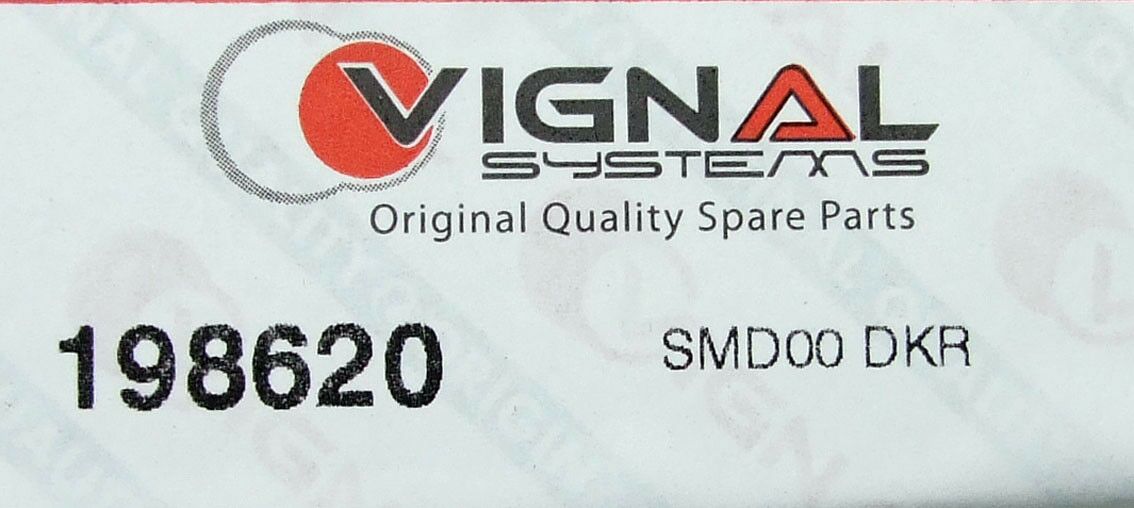 VIGNAL
SYSTEMS
Original Quality Spare Parts
198620 SMD00 DKR